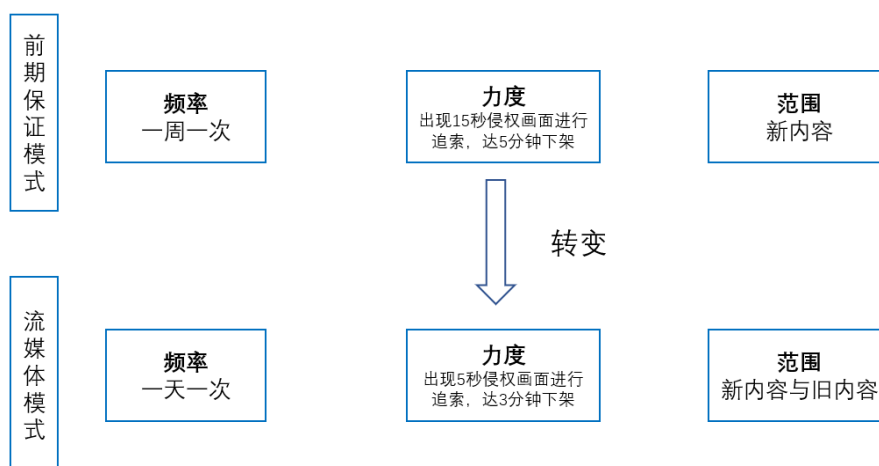 前期保证模式
频率
一周一次
力度
出现15秒侵权画面进行
追索，达5分钟下架
范围
新内容
转变
流媒体模式
频率
一天一次
力度
出现5秒侵权画面进行
追索，达3分钟下架
范围
新内容与旧内容